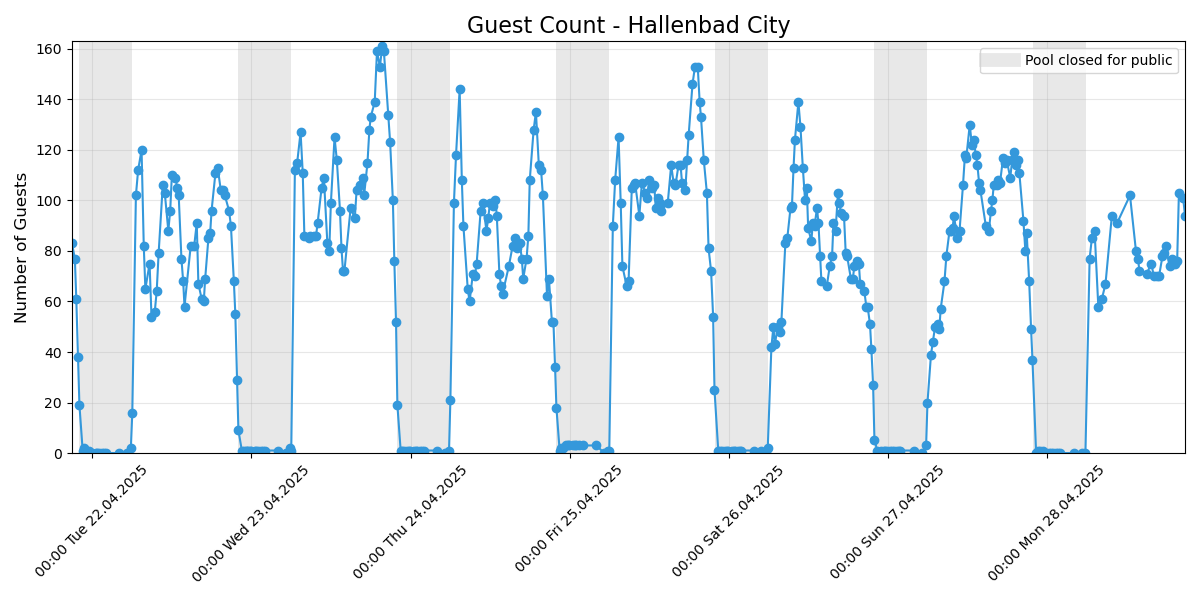 Guest Count - Hallenbad City
Pool closed for public
Number of Guests
160
140
120
100
80
60
40
20
0
00:00 Tue 22.04.2025
00:00 Wed 23.04.2025
00:00 Thu 24.04.2025
00:00 Fri 25.04.2025
00:00 Sat 26.04.2025
00:00 Sun 27.04.2025
00:00 Mon 28.04.2025